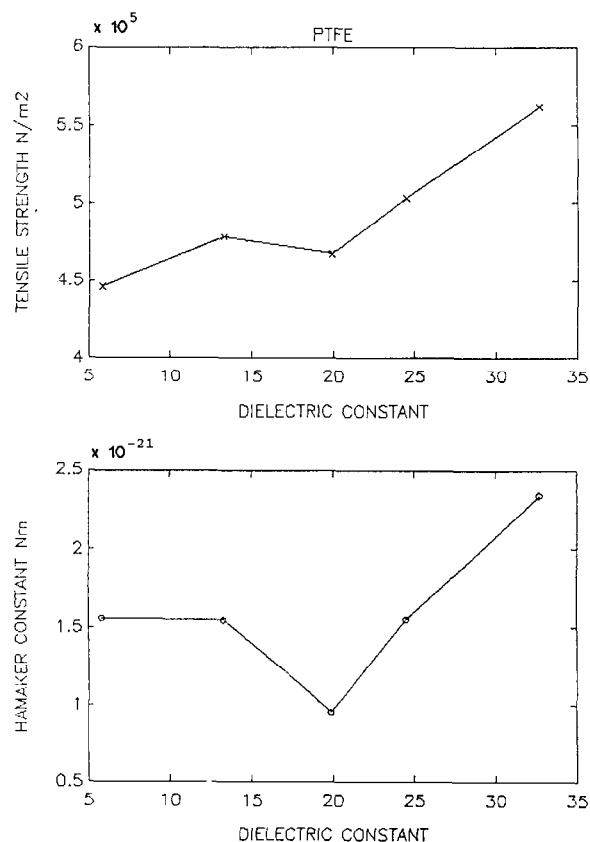 x 10^5
PTFE
TENSILE STRENGTH N/m2
6
5.5
5
4.5
4
5 10 15 20 25 30 35
DIELECTRIC CONSTANT
x 10^-21
HAMAKER CONSTANT Nm
2.5
2
1.5
1
0.5
5 10 15 20 25 30 35
DIELECTRIC CONSTANT